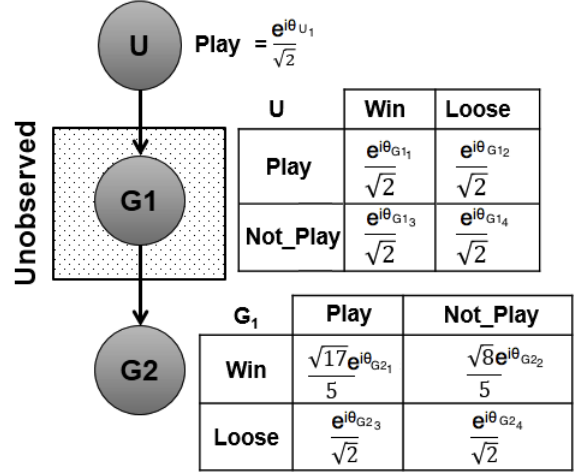 U
Play = e^{iθ_{U_1}}/√2
U Win Loose
Play e^{iθ_{G1_1}}/√2 e^{iθ_{G1_2}}/√2
Not_Play e^{iθ_{G1_3}}/√2 e^{iθ_{G1_4}}/√2
Unobserved
G1
G₁ Play Not_Play
Win √17/5 e^{iθ_{G2_1}} √8/5 e^{iθ_{G2_2}}
Loose e^{iθ_{G2_3}}/√2 e^{iθ_{G2_4}}/√2
G2